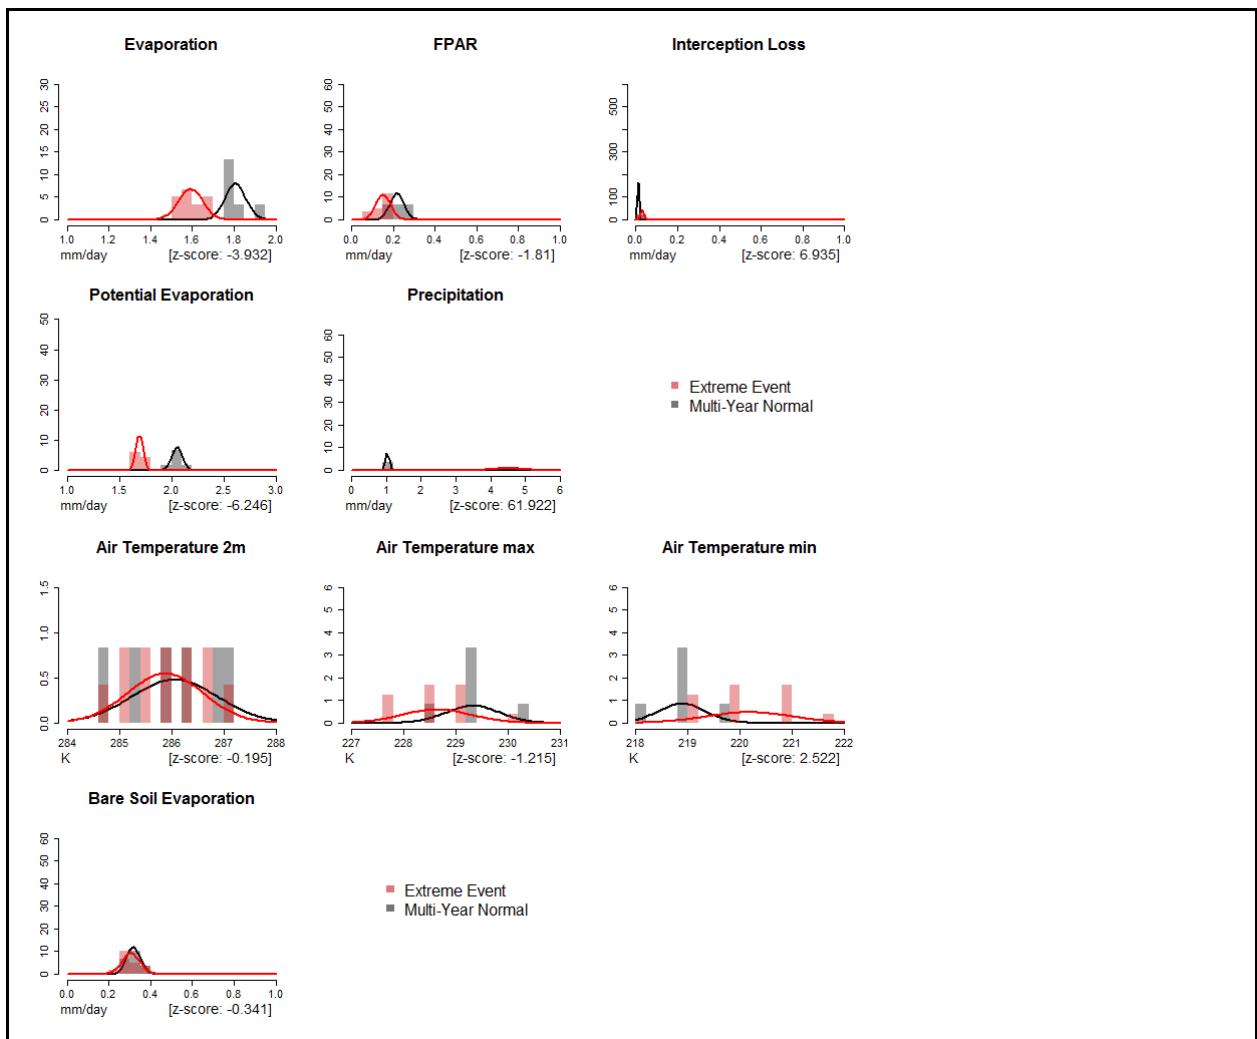 Evaporation FPAR Interception Loss
30 25 20 15 10 5 0
60 50 40 30 20 10 0
500 300 100 0
1.0 1.2 1.4 1.6 1.8 2.0
0.0 0.2 0.4 0.6 0.8 1.0
0.0 0.2 0.4 0.6 0.8 1.0
mm/day [z-score: -3.932]
mm/day [z-score: -1.81]
mm/day [z-score: 6.935]
Potential Evaporation Precipitation
50 40 30 20 10 0
60 50 40 30 20 10 0
1.0 1.5 2.0 2.5 3.0
0 1 2 3 4 5 6
mm/day [z-score: -6.246]
mm/day [z-score: 61.922]
Extreme Event
Multi-Year Normal
Air Temperature 2m Air Temperature max Air Temperature min
1.5 1.0 0.5 0.0
6 5 4 3 2 1 0
6 5 4 3 2 1 0
284 285 286 287 288
227 228 229 230 231
218 219 220 221 222
K [z-score: -0.195]
K [z-score: -1.215]
K [z-score: 2.522]
Bare Soil Evaporation
60 50 40 30 20 10 0
0.0 0.2 0.4 0.6 0.8 1.0
mm/day [z-score: -0.341]
Extreme Event
Multi-Year Normal